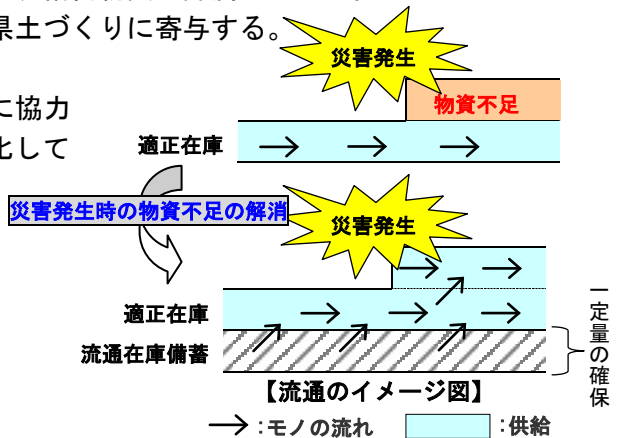 県土づくりに寄与する。
災害発生
物資不足
に協力
化して
適正在庫
災害発生時の物資不足の解消
災害発生
適正在庫
流通在庫備蓄
一定量の確保
【流通のイメージ図】
→:モノの流れ
:供給